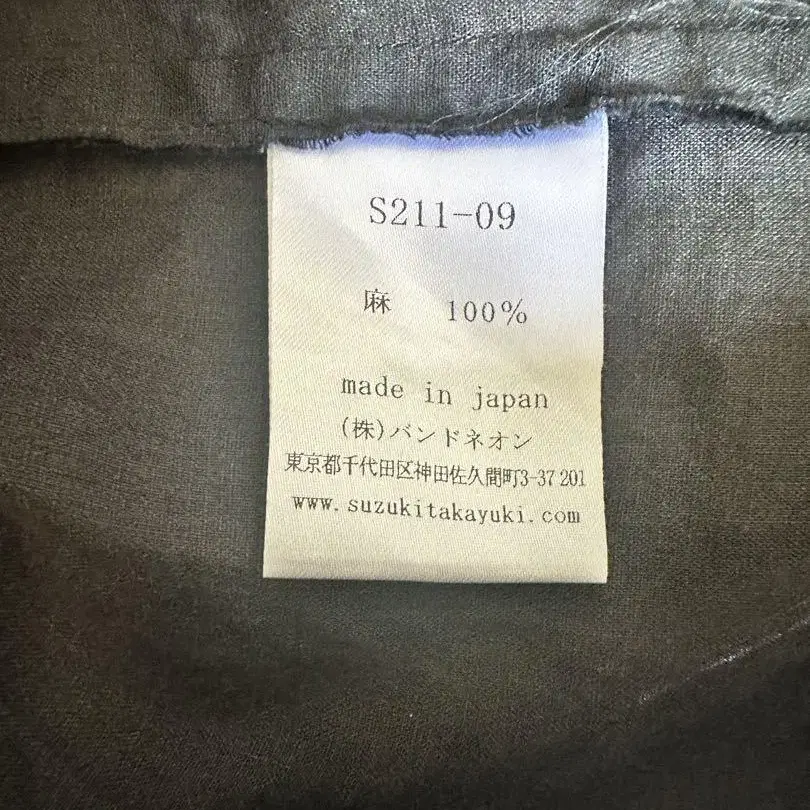 S211-09
麻 100%
made in japan
(株)バンドネオン
東京都千代田区神田佐久間町3-37 201
www.suzukitakayuki.com